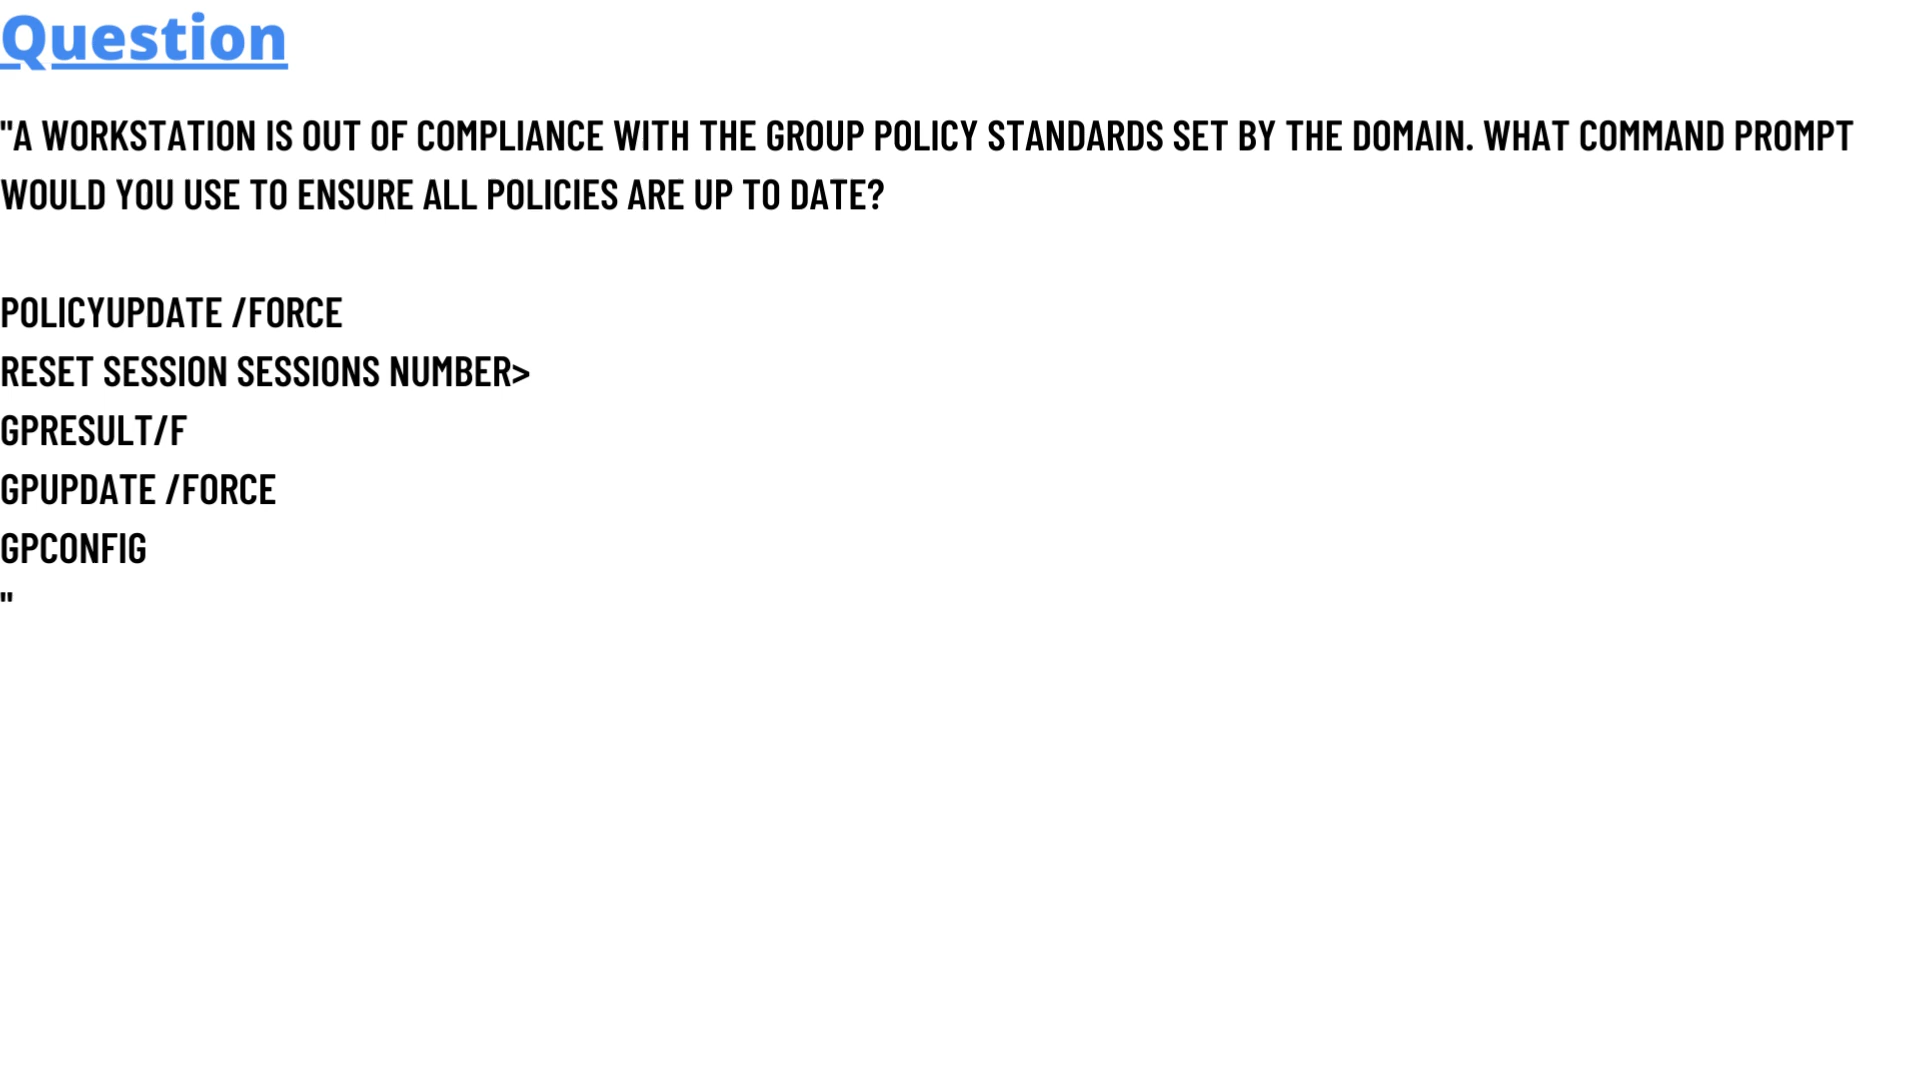 Question
"A WORKSTATION IS OUT OF COMPLIANCE WITH THE GROUP POLICY STANDARDS SET BY THE DOMAIN. WHAT COMMAND PROMPT
WOULD YOU USE TO ENSURE ALL POLICIES ARE UP TO DATE?
POLICYUPDATE /FORCE
RESET SESSION SESSIONS NUMBER>
GPRESULT/F
GPUPDATE /FORCE
GPCONFIG
"